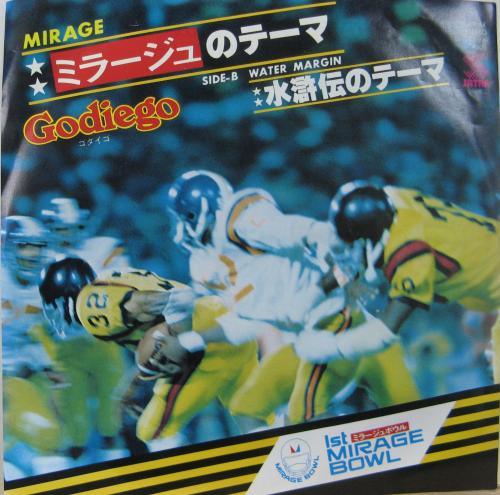 MIRAGE
ミラージュのテーマ
SIDE-B WATER MARGIN
水滸伝のテーマ
Godiego
ゴダイゴ
32
ミラージュボウル
1st
MIRAGE
BOWL
MIRAGE BOWL